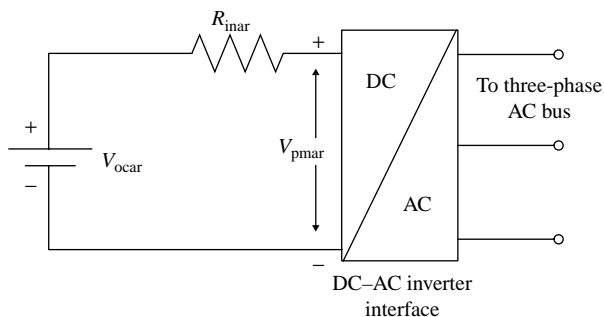 R_inar
+
DC
To three-phase
AC bus
+
V_ocar
V_pmar
−
AC
−
DC–AC inverter
interface